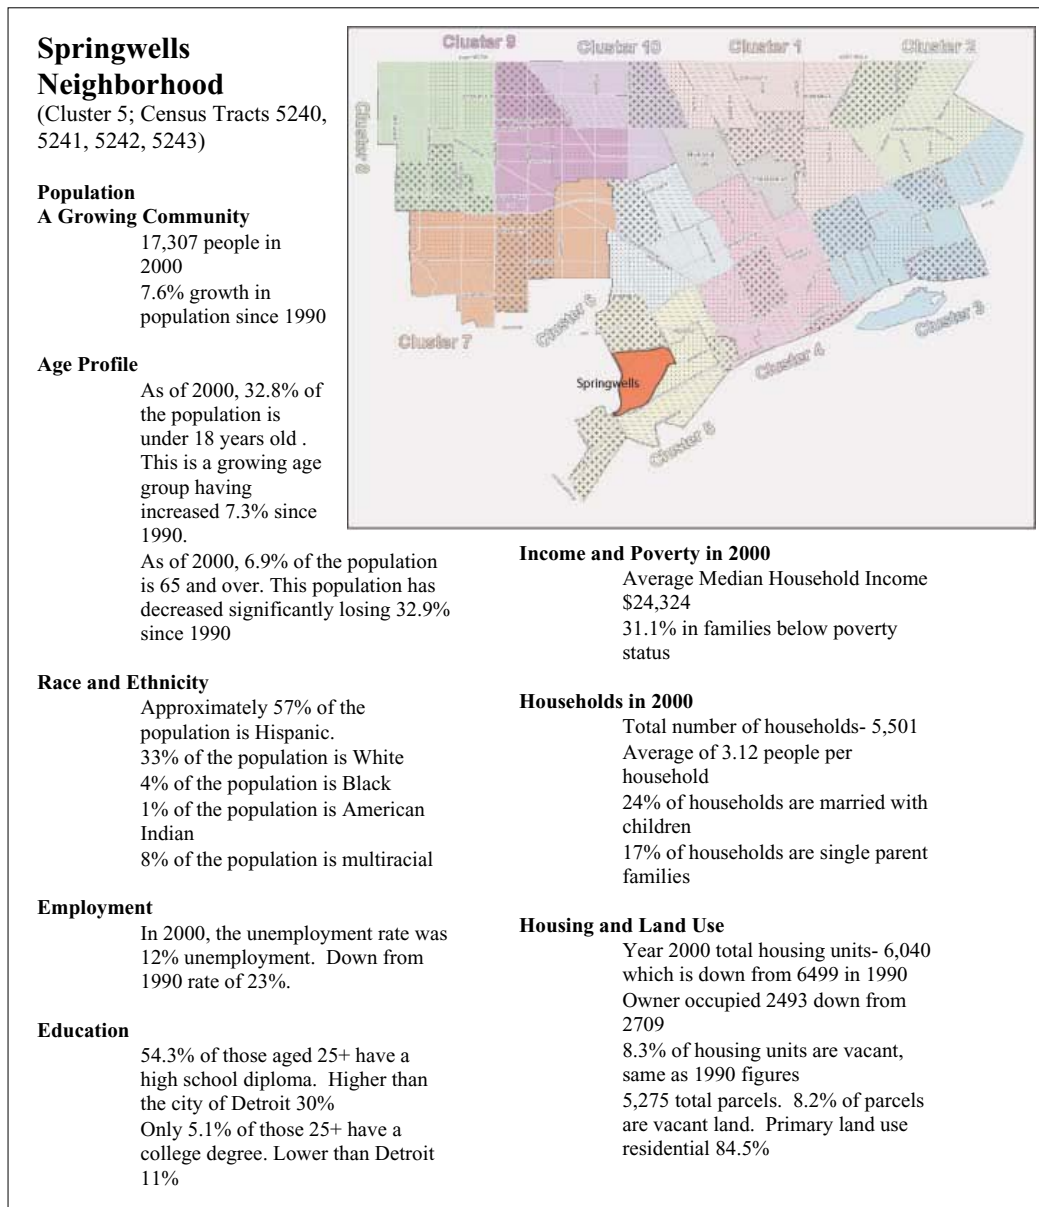 Springwells
Neighborhood
(Cluster 5; Census Tracts 5240,
5241, 5242, 5243)
Population
A Growing Community
17,307 people in
2000
7.6% growth in
population since 1990
Age Profile
As of 2000, 32.8% of
the population is
under 18 years old .
This is a growing age
group having
increased 7.3% since
1990.
As of 2000, 6.9% of the population
is 65 and over. This population has
decreased significantly losing 32.9%
since 1990
Race and Ethnicity
Approximately 57% of the
population is Hispanic.
33% of the population is White
4% of the population is Black
1% of the population is American
Indian
8% of the population is multiracial
Employment
In 2000, the unemployment rate was
12% unemployment.  Down from
1990 rate of 23%.
Education
54.3% of those aged 25+ have a
high school diploma.  Higher than
the city of Detroit 30%
Only 5.1% of those 25+ have a
college degree. Lower than Detroit
11%
Cluster 9
Cluster 10
Cluster 1
Cluster 2
Cluster 8
Cluster 6
Cluster 3
Cluster 7
Cluster 4
Springwells
Cluster 5
Income and Poverty in 2000
Average Median Household Income
$24,324
31.1% in families below poverty
status
Households in 2000
Total number of households- 5,501
Average of 3.12 people per
household
24% of households are married with
children
17% of households are single parent
families
Housing and Land Use
Year 2000 total housing units- 6,040
which is down from 6499 in 1990
Owner occupied 2493 down from
2709
8.3% of housing units are vacant,
same as 1990 figures
5,275 total parcels.  8.2% of parcels
are vacant land.  Primary land use
residential 84.5%